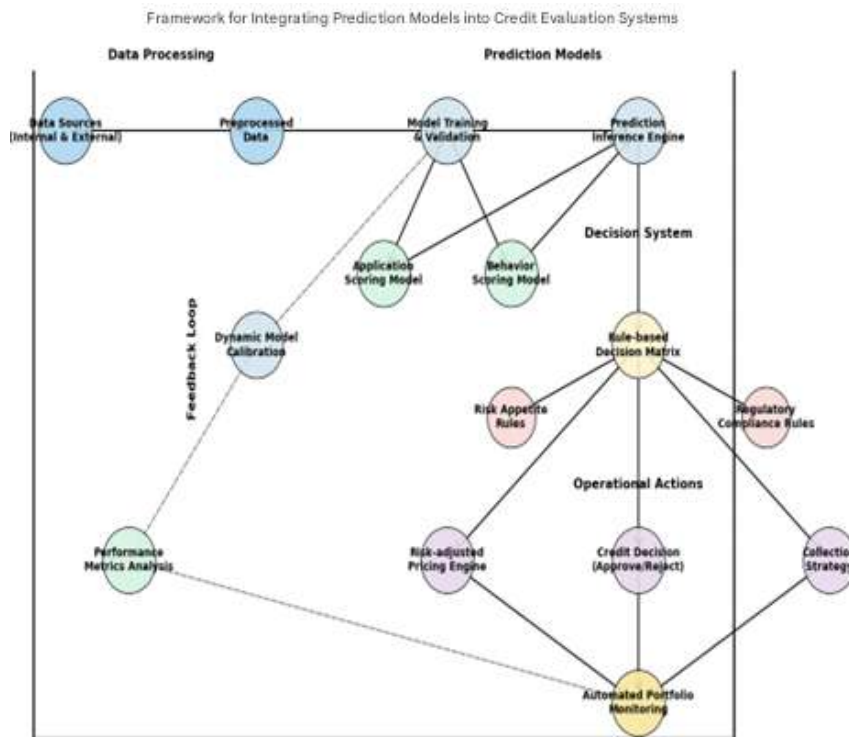 Framework for Integrating Prediction Models into Credit Evaluation Systems
Data Processing
Prediction Models
Data Sources
(Internal & External)
Preprocessed
Data
Model Training
& Validation
Prediction
Inference Engine
Decision System
Application
Scoring Model
Behavior
Scoring Model
Feedback Loop
Dynamic Model
Calibration
Rule-based
Decision Matrix
Risk Appetite
Rules
Regulatory
Compliance Rules
Operational Actions
Performance
Metrics Analysis
Risk-adjusted
Pricing Engine
Credit Decision
(Approve/Reject)
Collection
Strategy
Automated Portfolio
Monitoring